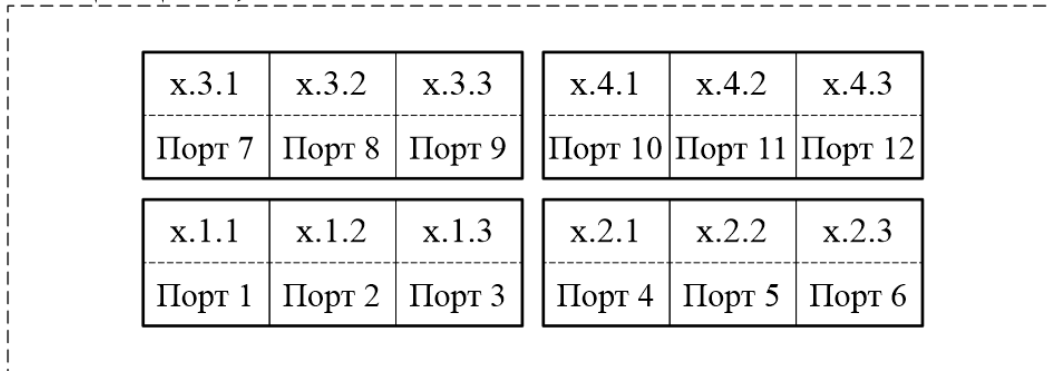 x.3.1 x.3.2 x.3.3 x.4.1 x.4.2 x.4.3
Порт 7 Порт 8 Порт 9 Порт 10 Порт 11 Порт 12
x.1.1 x.1.2 x.1.3 x.2.1 x.2.2 x.2.3
Порт 1 Порт 2 Порт 3 Порт 4 Порт 5 Порт 6